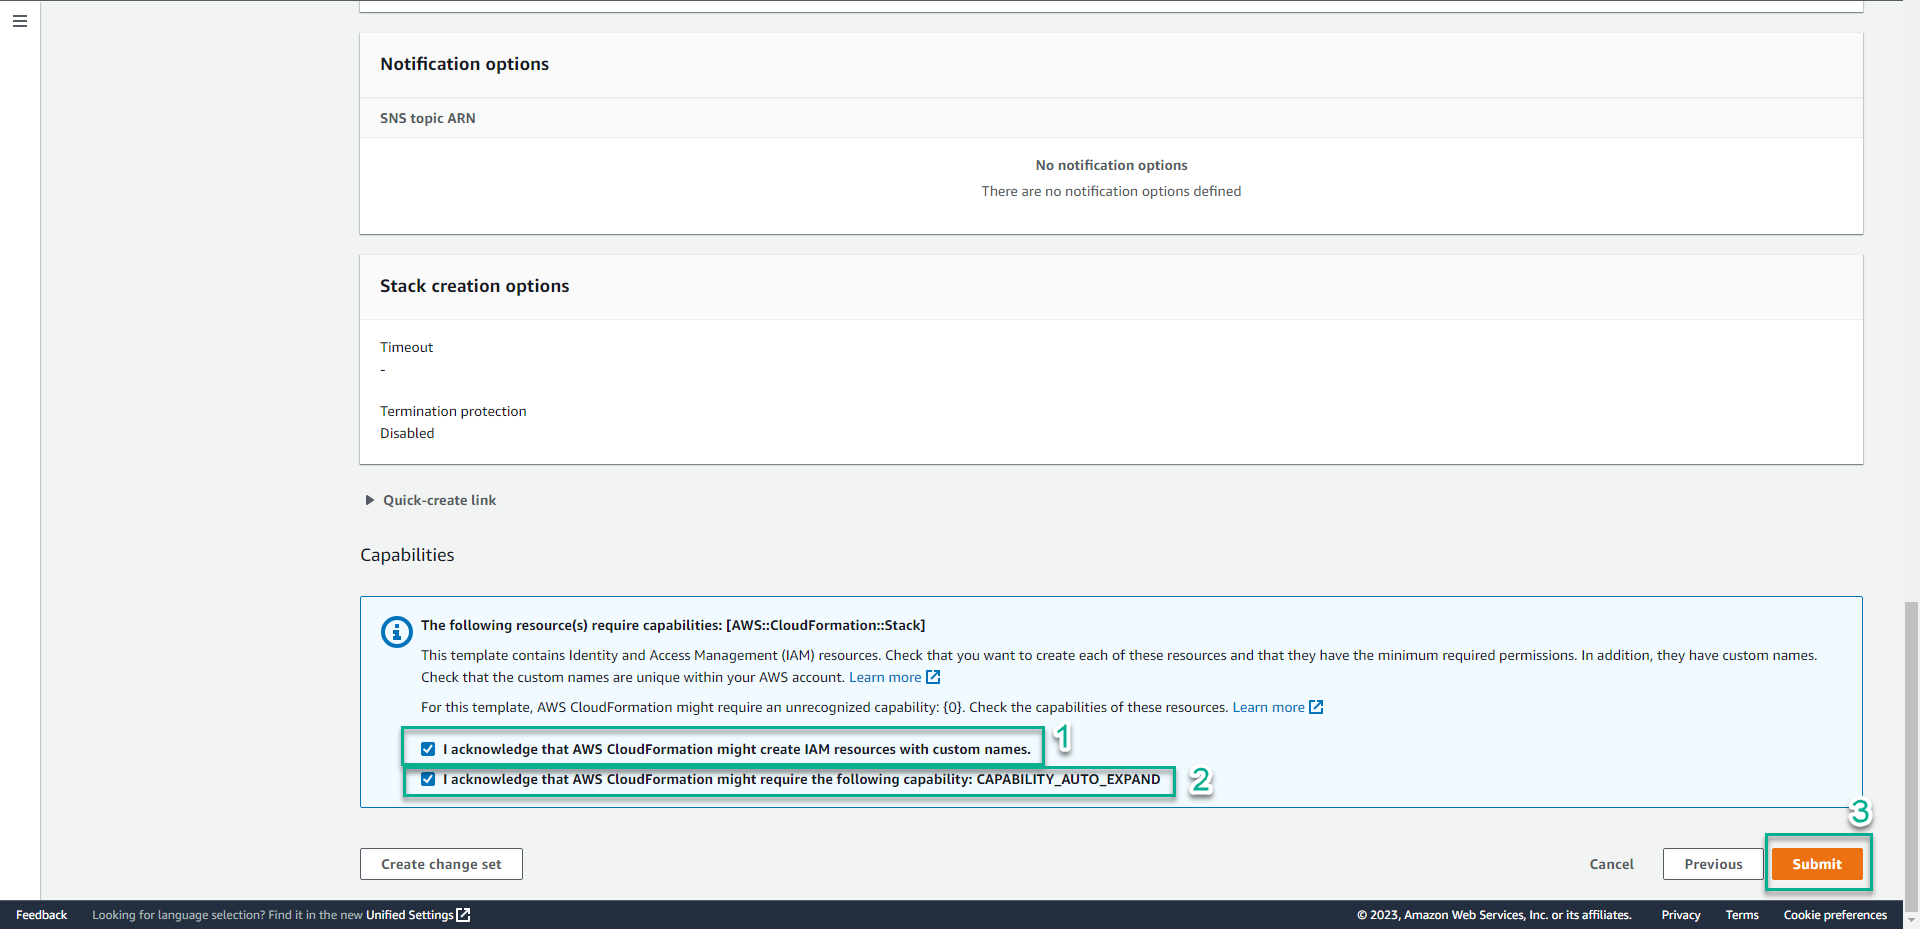 Notification options
SNS topic ARN
No notification options
There are no notification options defined
Stack creation options
Timeout
-
Termination protection
Disabled
Quick-create link
Capabilities
The following resource(s) require capabilities: [AWS::CloudFormation::Stack]
This template contains Identity and Access Management (IAM) resources. Check that you want to create each of these resources and that they have the minimum required permissions. In addition, they have custom names.
Check that the custom names are unique within your AWS account. Learn more
For this template, AWS CloudFormation might require an unrecognized capability: {0}. Check the capabilities of these resources. Learn more
I acknowledge that AWS CloudFormation might create IAM resources with custom names. 1
I acknowledge that AWS CloudFormation might require the following capability: CAPABILITY_AUTO_EXPAND 2
3
Create change set Cancel Previous Submit
Feedback Looking for language selection? Find it in the new Unified Settings © 2023, Amazon Web Services, Inc. or its affiliates. Privacy Terms Cookie preferences